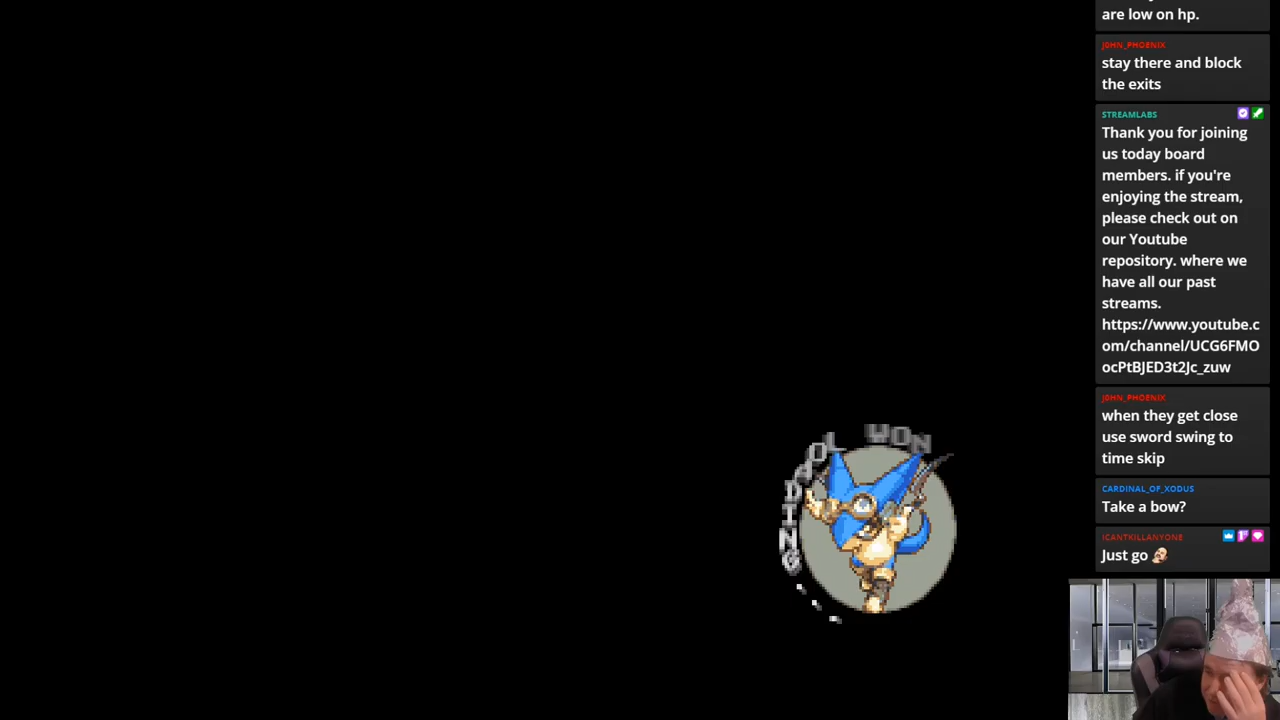 are low on hp.
J0HN_PHOENIX
stay there and block
the exits
STREAMLABS
Thank you for joining
us today board
members. if you're
enjoying the stream,
please check out on
our Youtube
repository. where we
have all our past
streams.
https://www.youtube.c
om/channel/UCG6FMO
ocPtBJED3t2Jc_zuw
J0HN_PHOENIX
when they get close
use sword swing to
time skip
CARDINAL_OF_XODUS
Take a bow?
ICANTKILLANYONE
Just go
NOW LOADING...